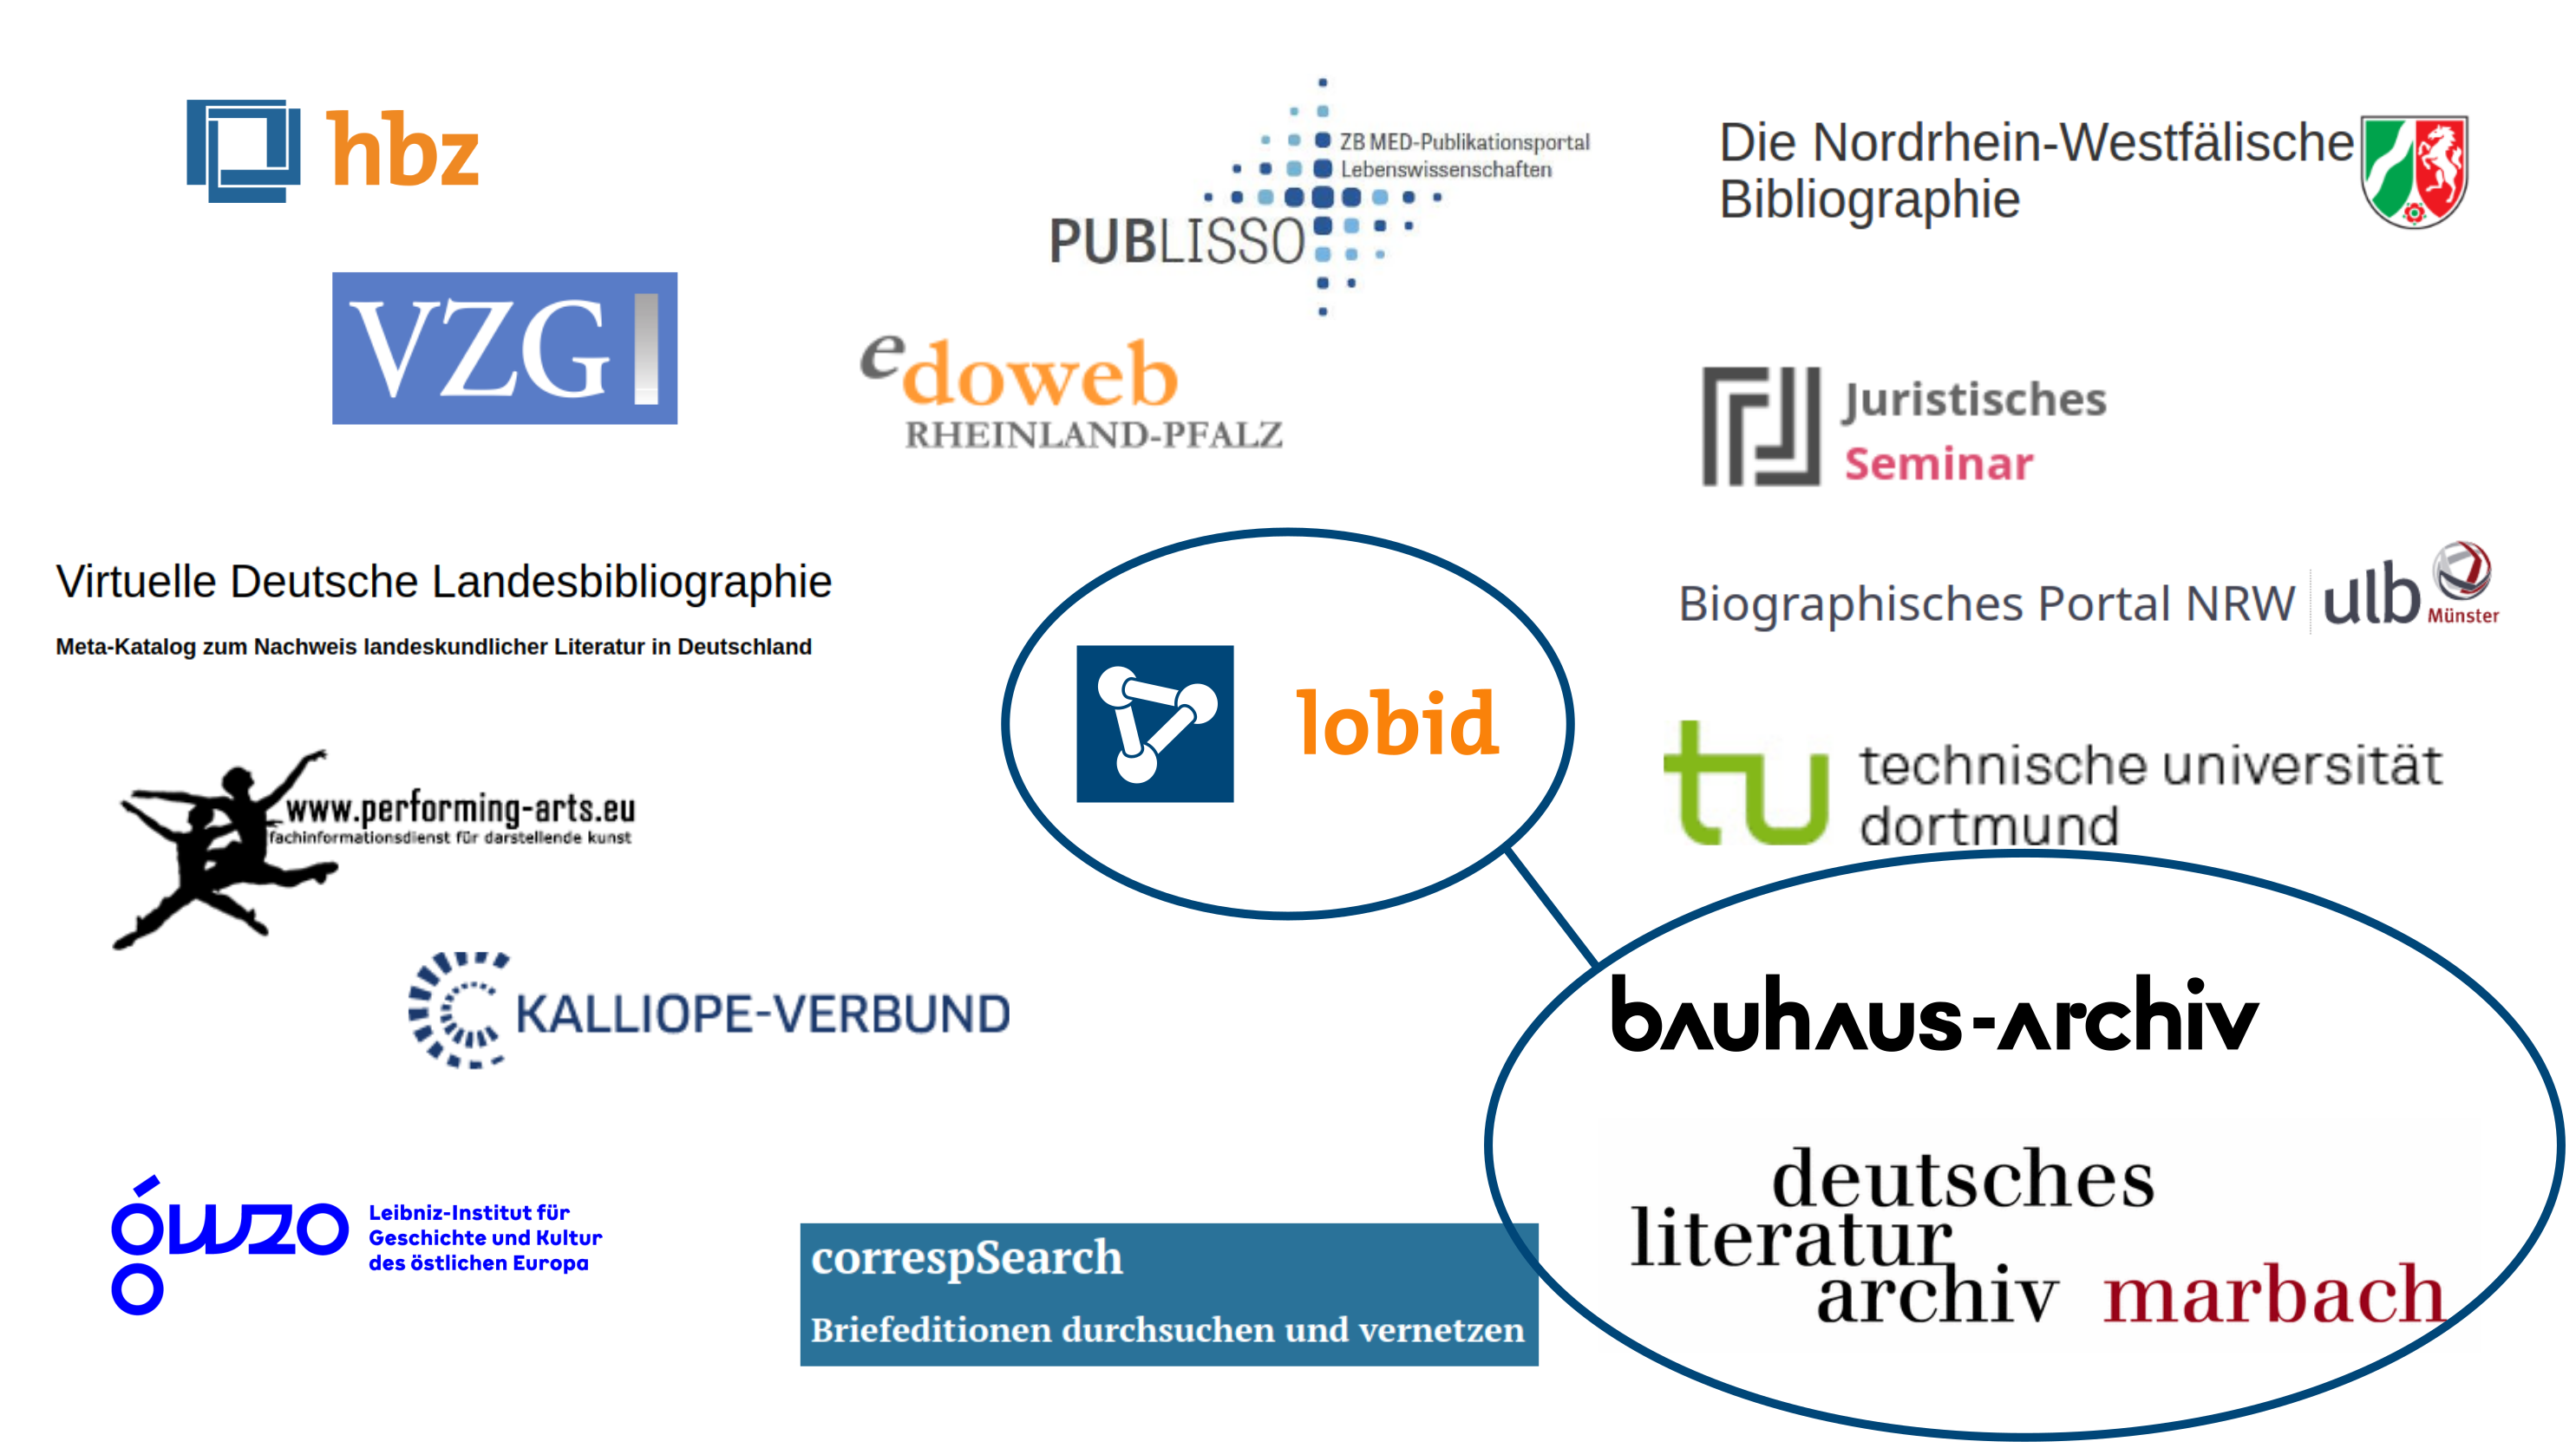 hbz
ZB MED-Publikationsportal
Lebenswissenschaften
PUBLISSO
Die Nordrhein-Westfälische
Bibliographie
VZG
edoweb
RHEINLAND-PFALZ
Juristisches
Seminar
Virtuelle Deutsche Landesbibliographie
Meta-Katalog zum Nachweis landeskundlicher Literatur in Deutschland
Biographisches Portal NRW
ulb
Münster
lobid
tu
technische universität
dortmund
www.performing-arts.eu
fachinformationsdienst für darstellende kunst
KALLIOPE-VERBUND
bauhaus-archiv
deutsches
literatur
archiv marbach
gwzo
Leibniz-Institut für
Geschichte und Kultur
des östlichen Europa
correspSearch
Briefeditionen durchsuchen und vernetzen